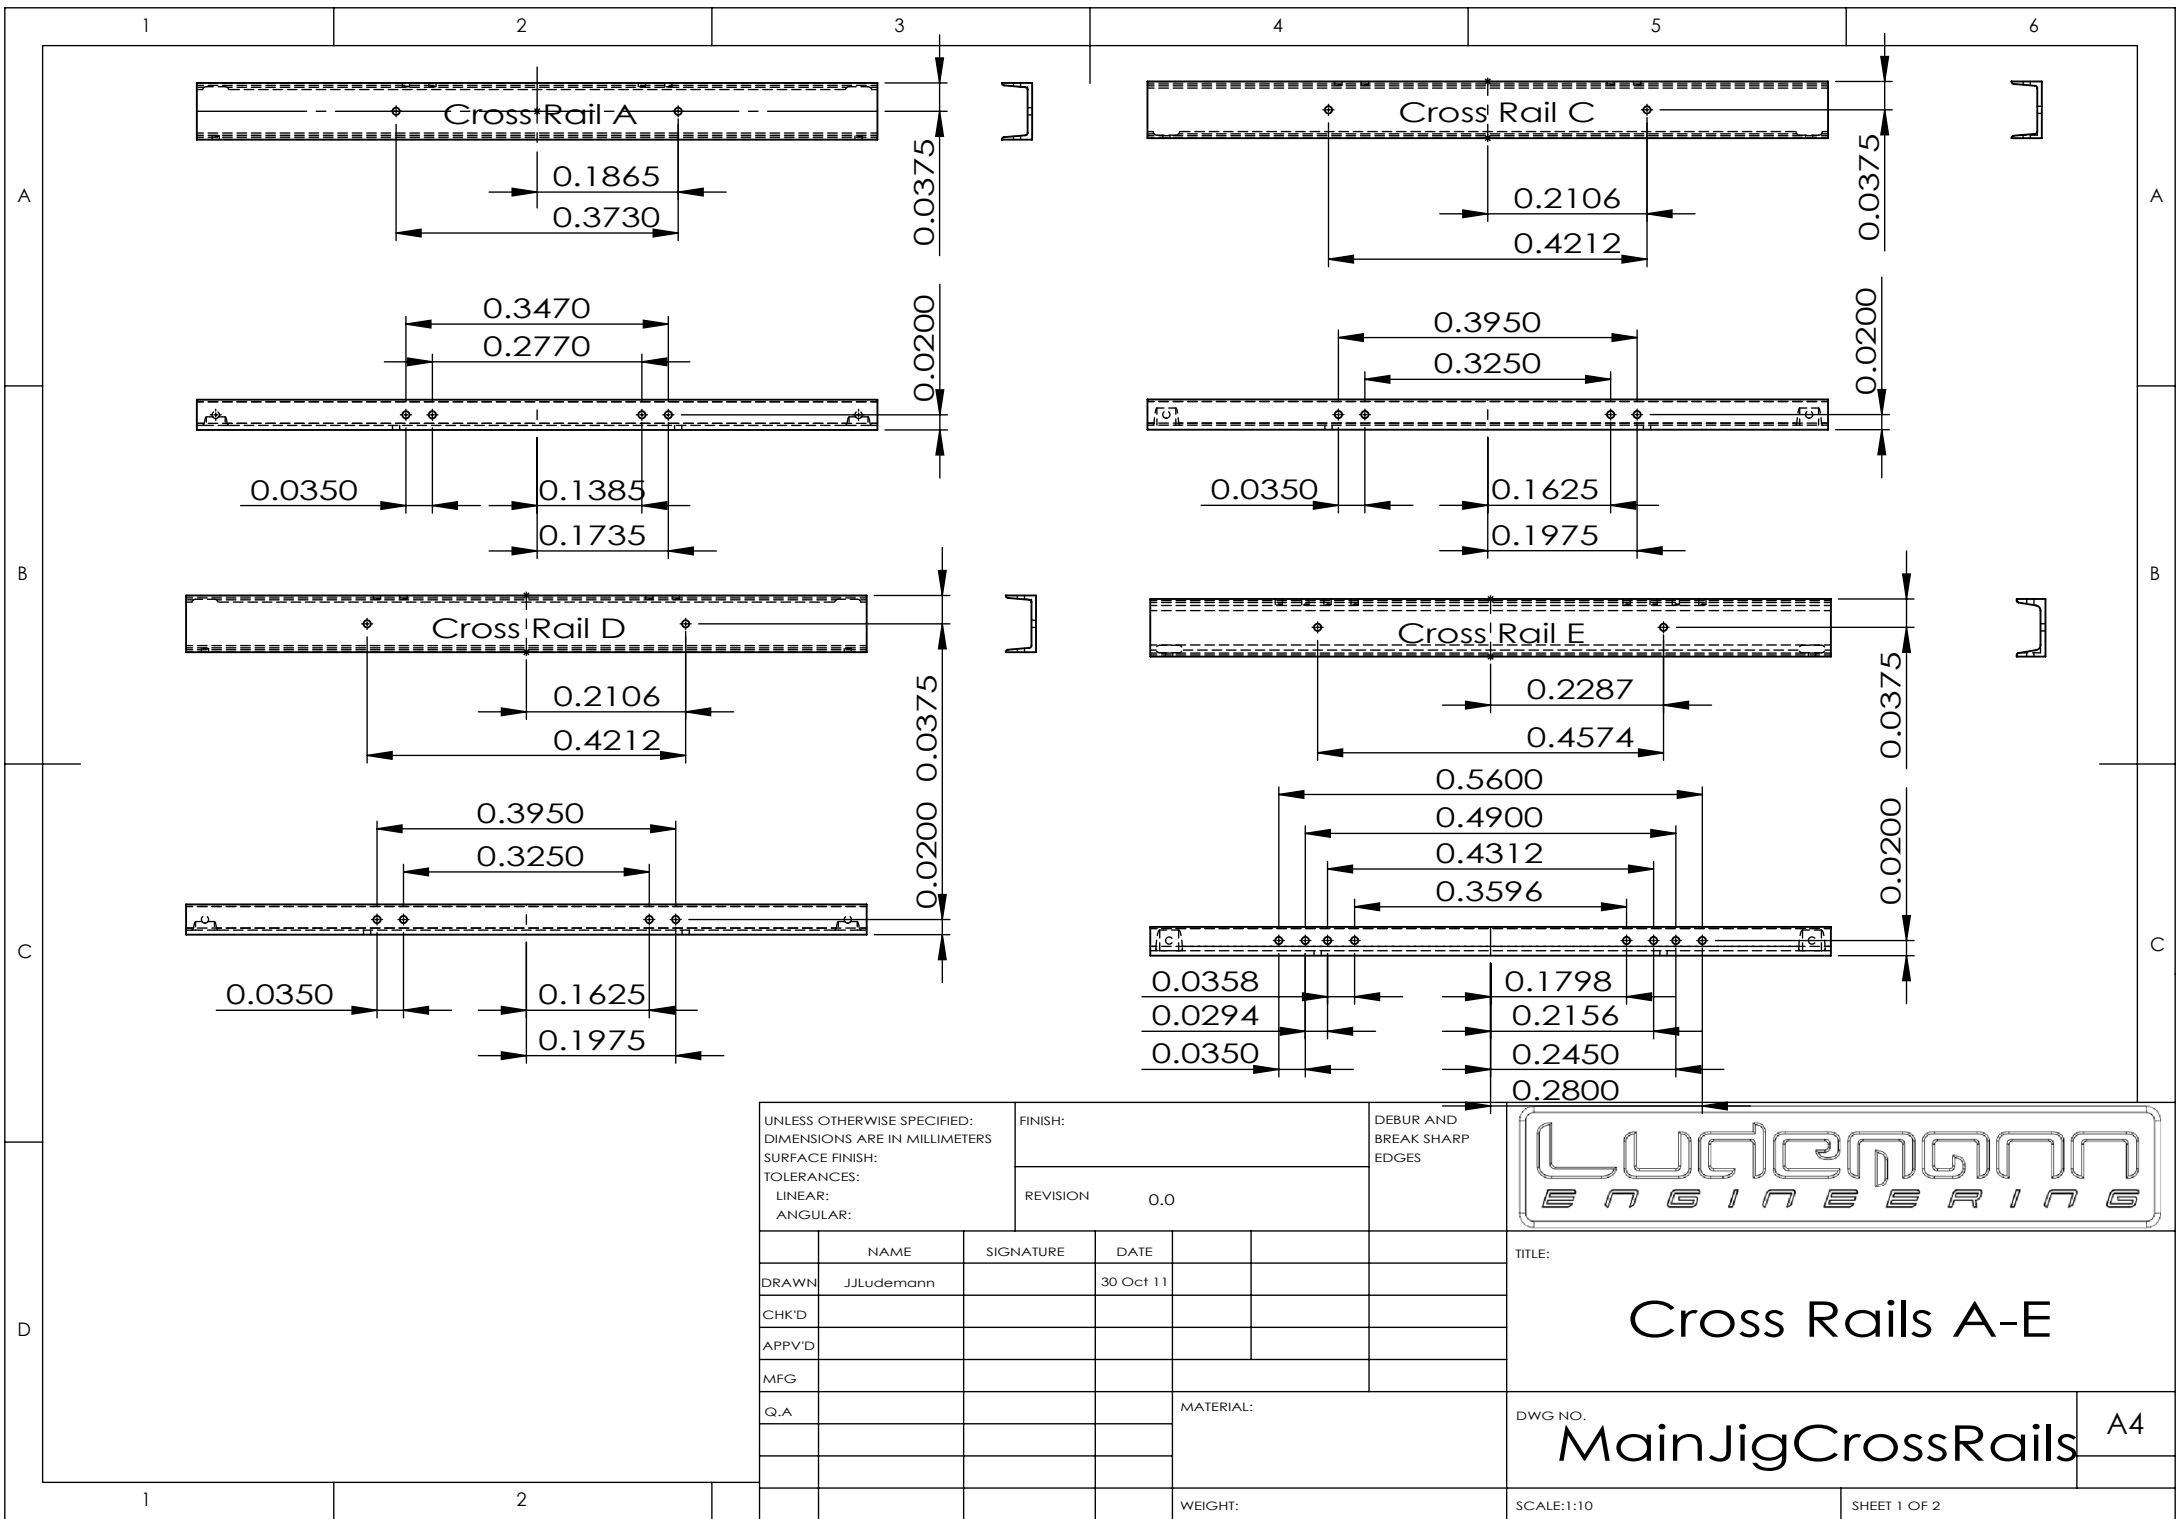 1 2 3 4 5 6
A A
B B
C C
D
Cross Rail A
0.1865
0.3730
0.0375
0.3470
0.2770
0.0200
0.0350
0.1385
0.1735
Cross Rail C
0.2106
0.4212
0.0375
0.3950
0.3250
0.0200
0.0350
0.1625
0.1975
Cross Rail D
0.2106
0.4212
0.0375
0.3950
0.3250
0.0200
C C
0.0350
0.1625
0.1975
Cross Rail E
0.2287
0.4574
0.0375
0.5600
0.4900
0.4312
0.3596
0.0200
C C
0.0358
0.1798
0.0294
0.2156
0.0350
0.2450
0.2800
UNLESS OTHERWISE SPECIFIED:
DIMENSIONS ARE IN MILLIMETERS
SURFACE FINISH:
TOLERANCES:
LINEAR:
ANGULAR:
FINISH:
REVISION 0.0
DEBUR AND
BREAK SHARP
EDGES
Ludemann
ENGINEERING
NAME SIGNATURE DATE
DRAWN JJLudemann 30 Oct 11
CHK'D
APPV'D
MFG
Q.A
MATERIAL:
WEIGHT:
TITLE:
Cross Rails A-E
DWG NO.
MainJigCrossRails
A4
SCALE:1:10
SHEET 1 OF 2
1 2